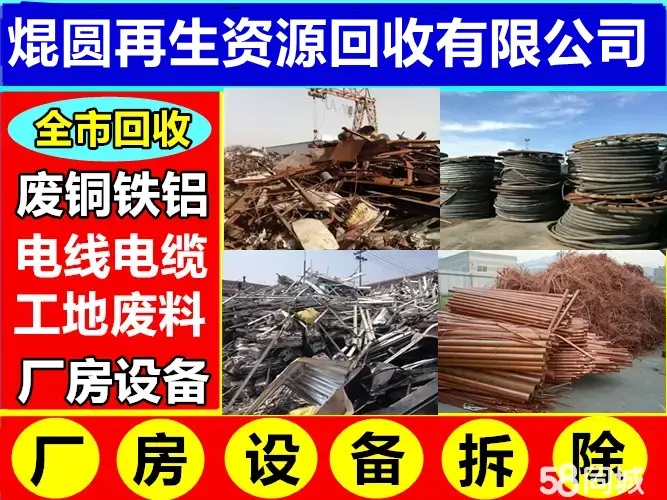 焜圆再生资源回收有限公司
全市回收
废铜铁铝
电线电缆
工地废料
厂房设备
厂房设备拆除
58同城